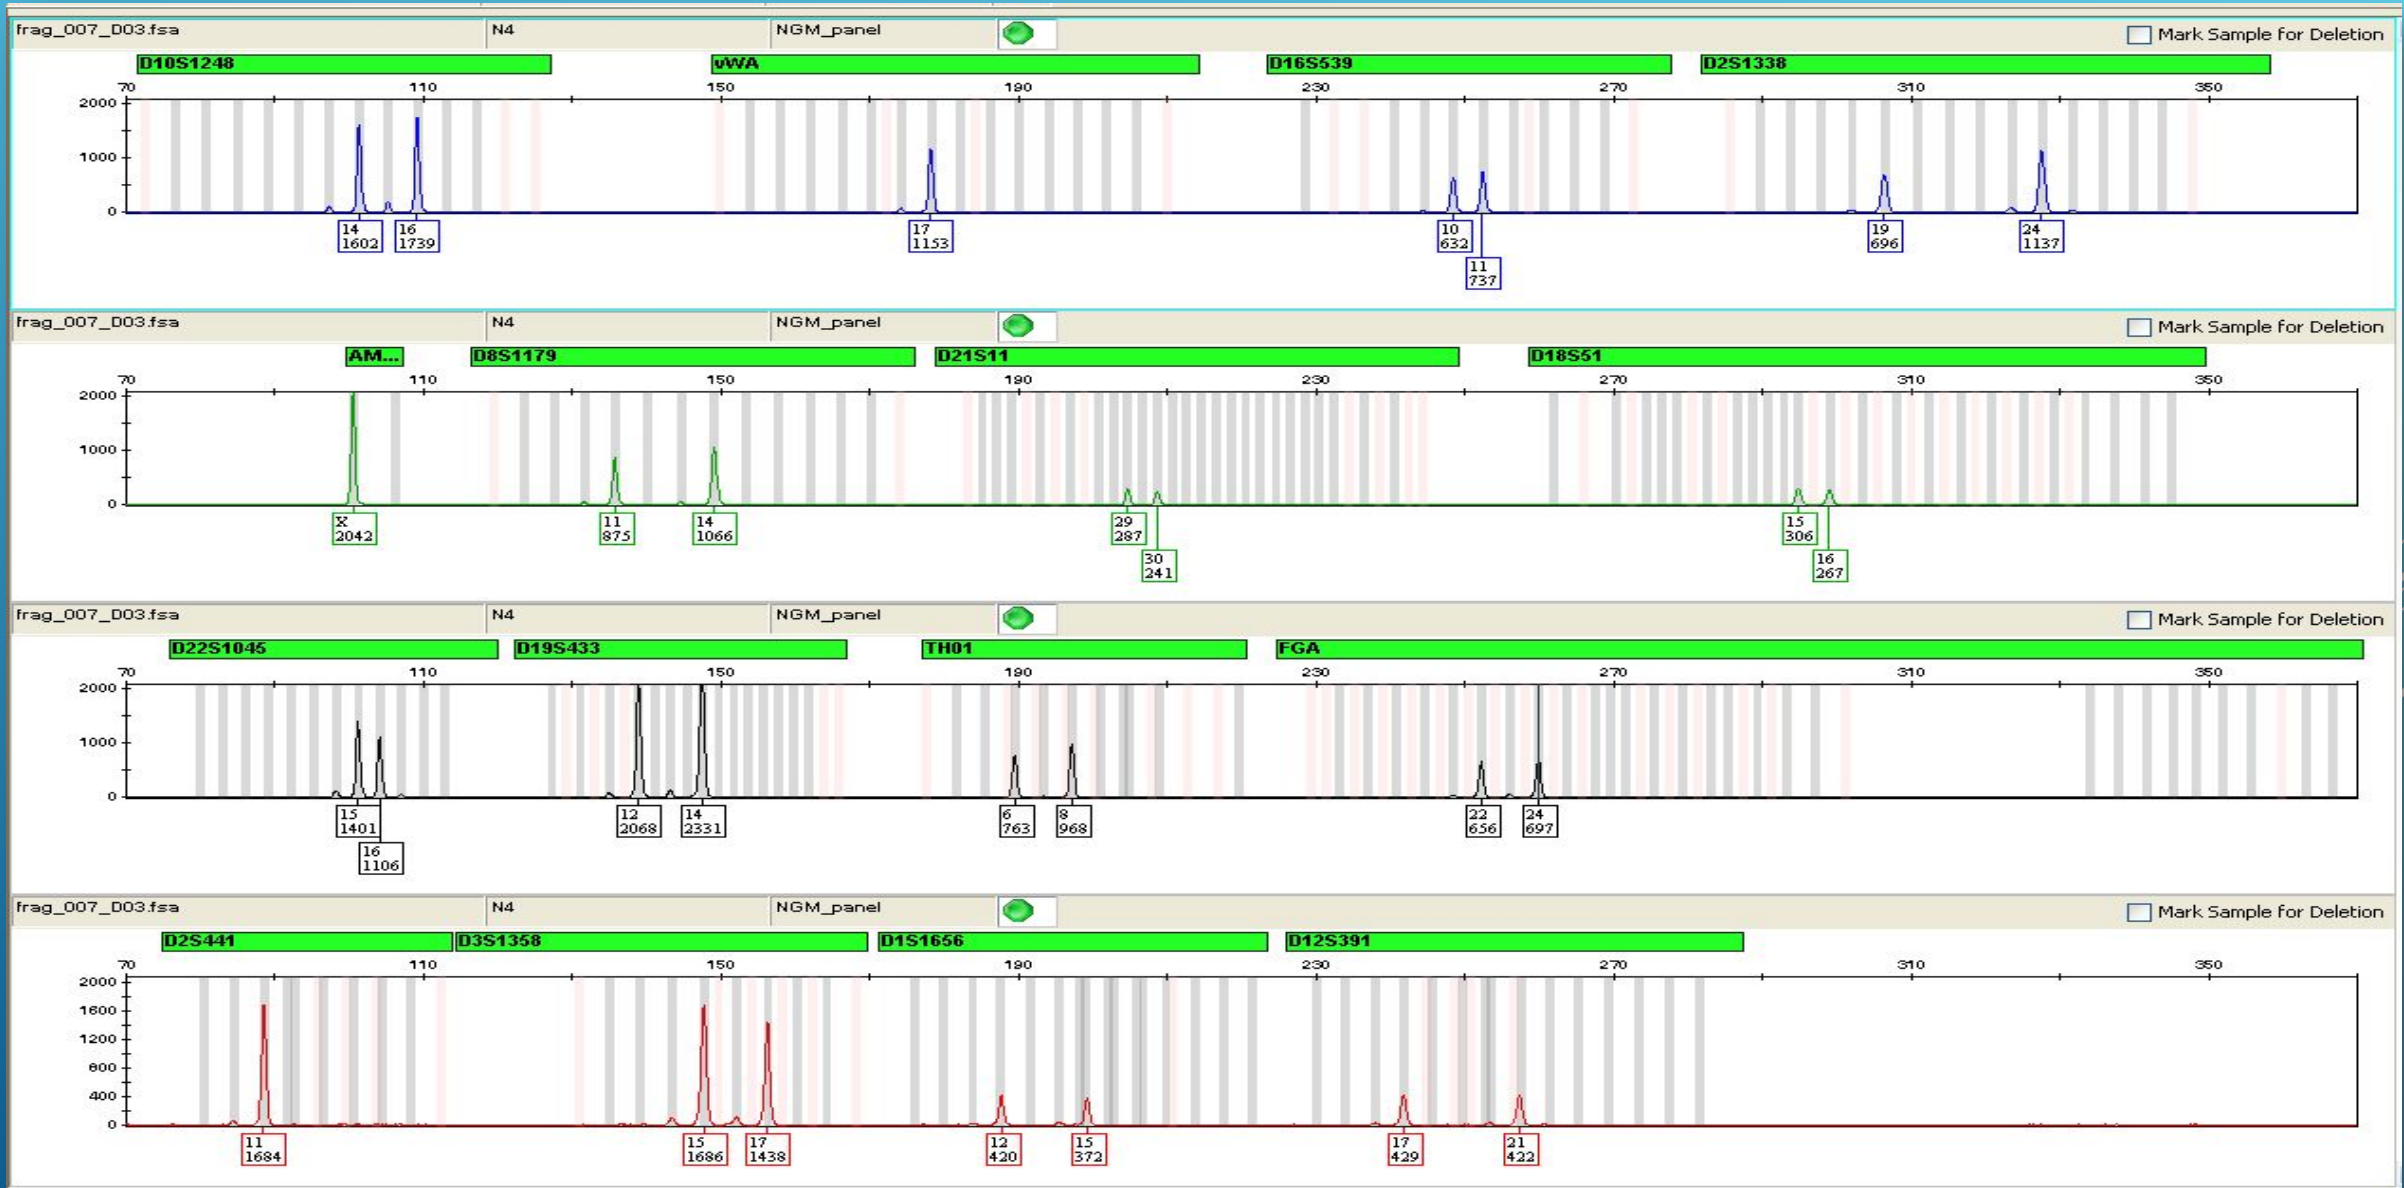 frag_007_D03.fsa N4 NGM_panel Mark Sample for Deletion
D10S1248 vWA D16S539 D2S1338
70 110 150 190 230 270 310 350
2000
1000
0
14 16 17 10 19 24
1602 1739 1153 632 696 1137
11
737
frag_007_D03.fsa N4 NGM_panel Mark Sample for Deletion
AM... D8S1179 D21S11 D18S51
70 110 150 190 230 270 310 350
2000
1000
0
X 11 14 29 15
2042 875 1066 287 306
30 16
241 267
frag_007_D03.fsa N4 NGM_panel Mark Sample for Deletion
D22S1045 D19S433 TH01 FGA
70 110 150 190 230 270 310 350
2000
1000
0
15 12 14 6 8 22 24
1401 2068 2331 763 968 656 697
16
1106
frag_007_D03.fsa N4 NGM_panel Mark Sample for Deletion
D2S441 D3S1358 D1S1656 D12S391
70 110 150 190 230 270 310 350
2000
1600
1200
800
400
0
11 15 17 12 15 17 21
1684 1686 1438 420 372 429 422